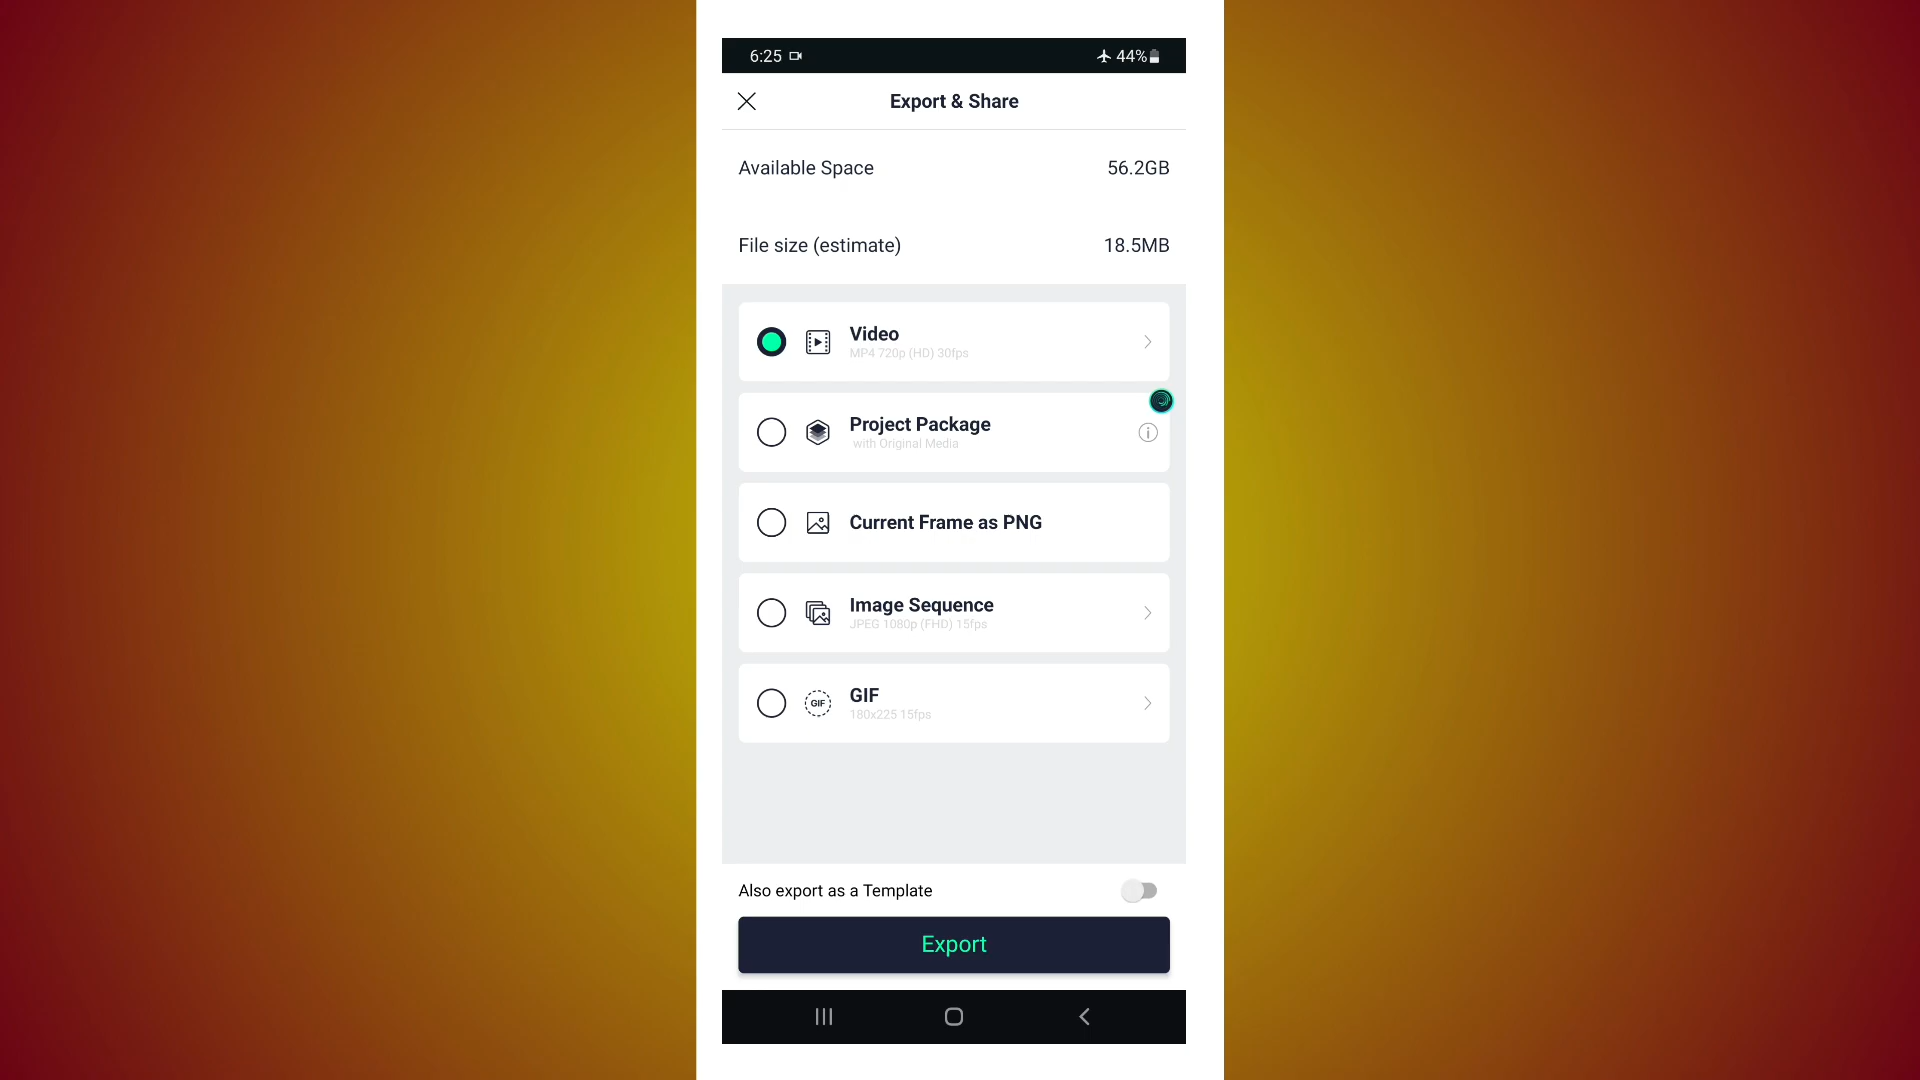 6:25
44%
Export & Share
Available Space
56.2GB
File size (estimate)
18.5MB
Video
MP4 720p (HD) 30fps
Project Package
with Original Media
Current Frame as PNG
Image Sequence
JPEG 1080p (FHD) 15fps
GIF
GIF
180x225 15fps
Also export as a Template
Export